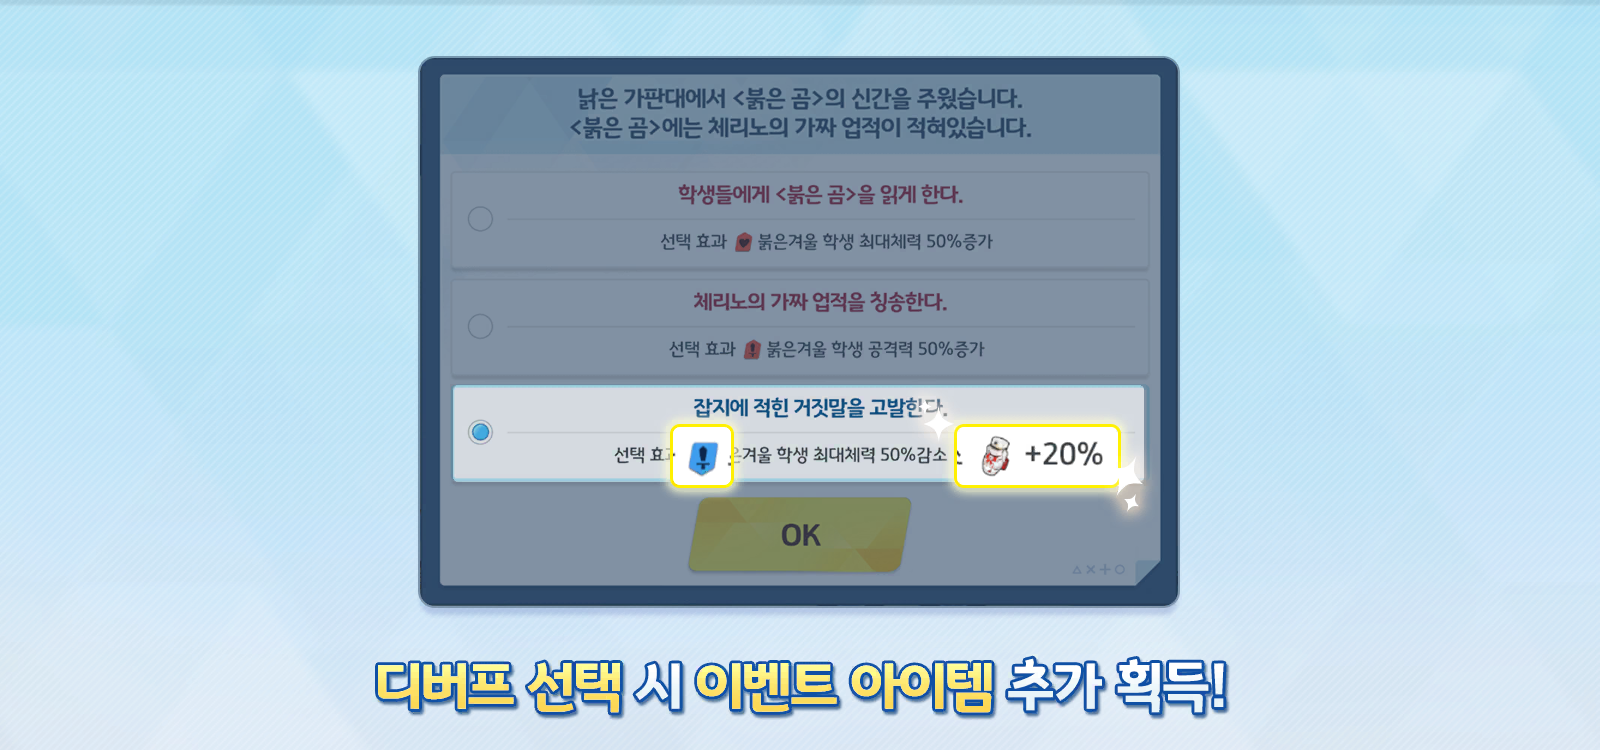 낡은 가판대에서 <붉은 곰>의 신간을 주웠습니다.
<붉은 곰>에는 체리노의 가짜 업적이 적혀있습니다.
학생들에게 <붉은 곰>을 읽게 한다.
선택 효과 붉은겨울 학생 최대체력 50%증가
체리노의 가짜 업적을 칭송한다.
선택 효과 붉은겨울 학생 공격력 50%증가
잡지에 적힌 거짓말을 고발한다.
선택 은겨울 학생 최대체력 50%감소 +20%
OK
디버프 선택 시 이벤트 아이템 추가 획득!